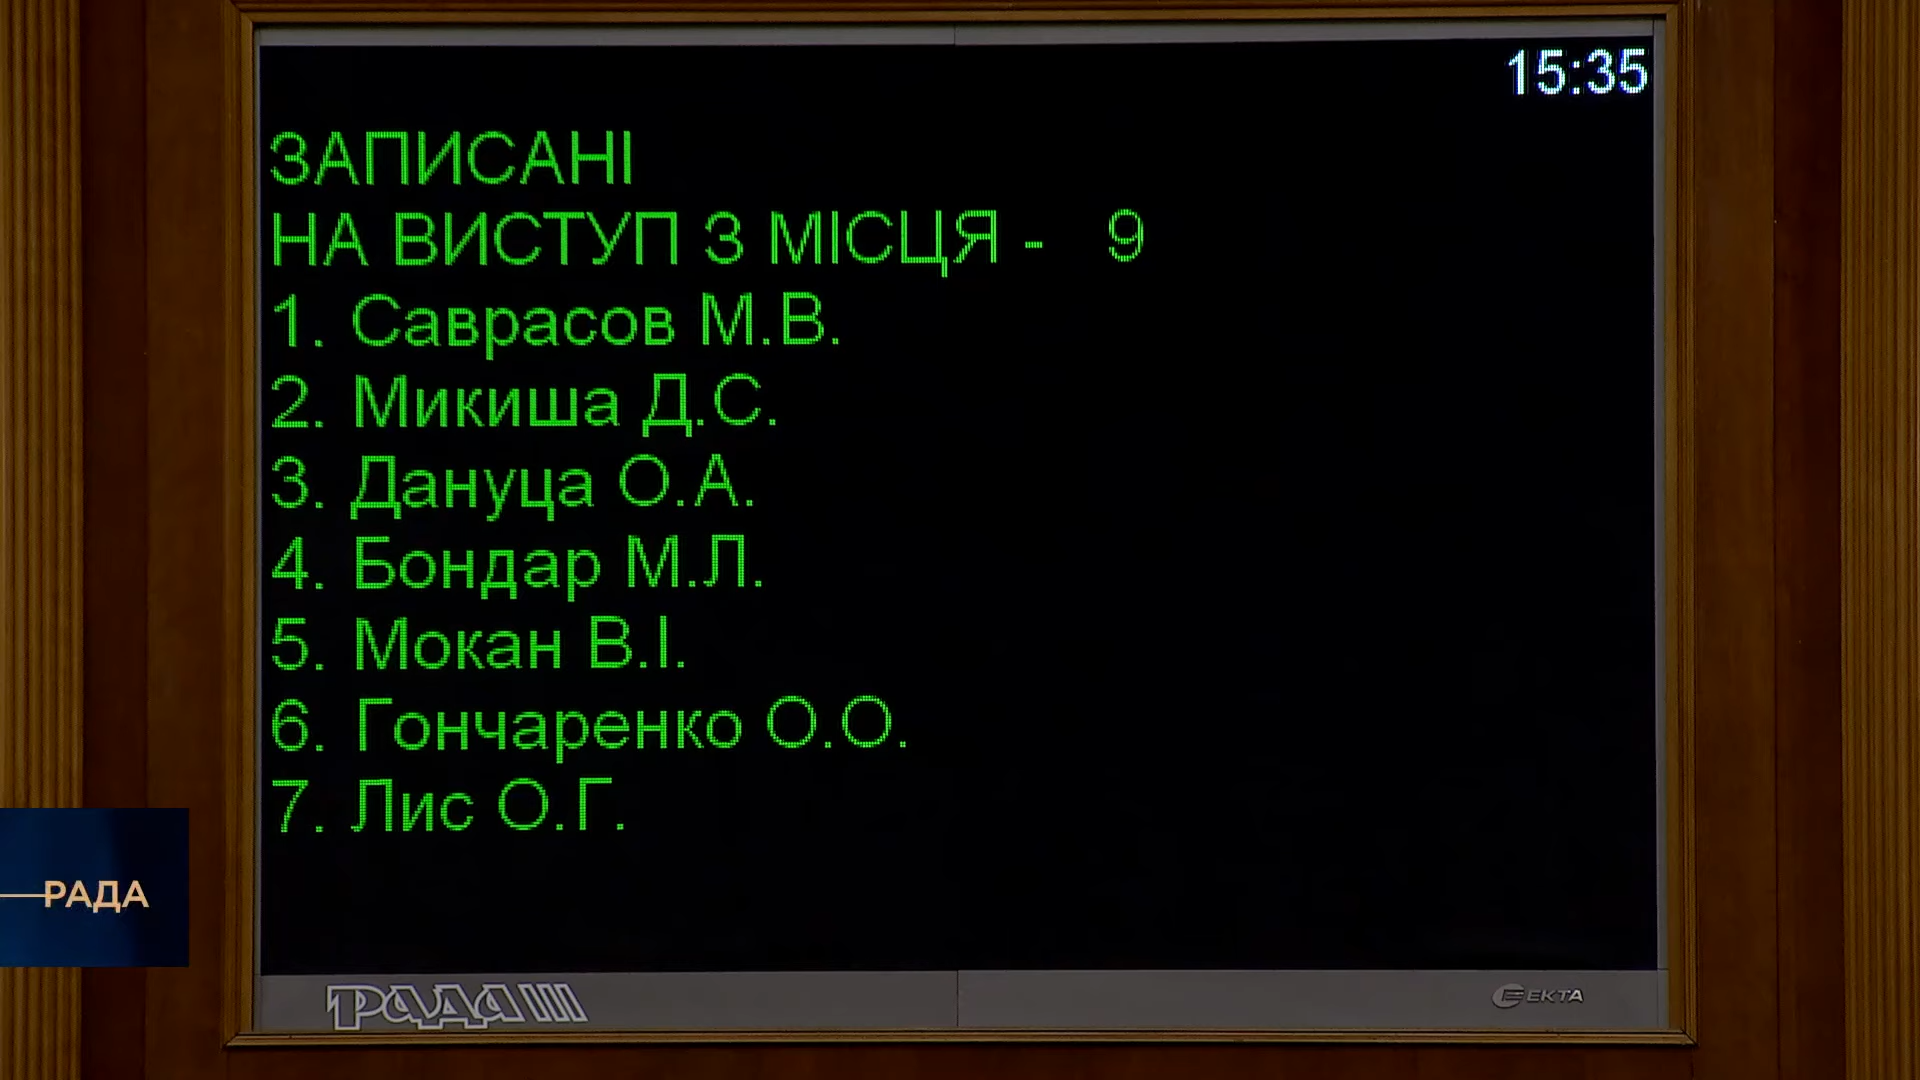 15:35
ЗАПИСАНІ
НА ВИСТУП З МІСЦЯ - 9
1. Саврасов М.В.
2. Микиша Д.С.
3. Дануца О.А.
4. Бондар М.Л.
5. Мокан В.І.
6. Гончаренко О.О.
7. Лис О.Г.
РАДА
РАДА III
ЕКТА